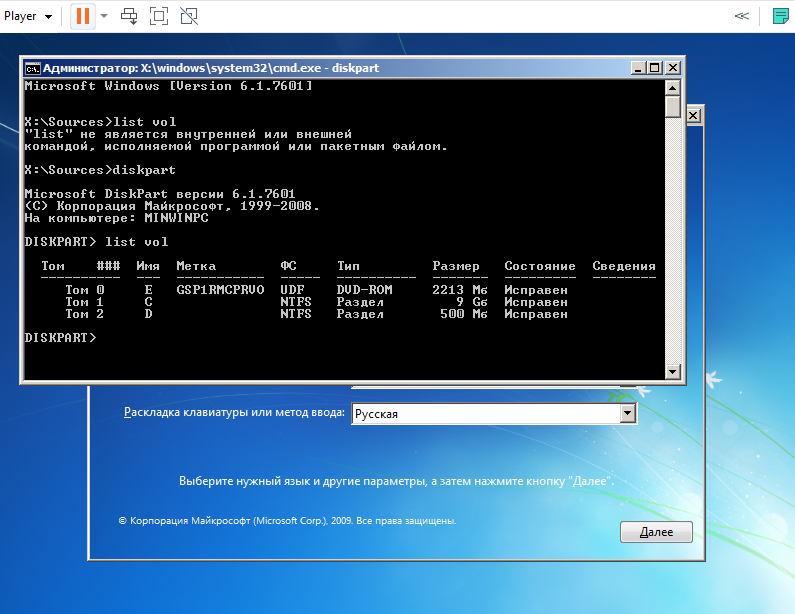 Player
Администратор: X:\windows\system32\cmd.exe - diskpart
Microsoft Windows [Version 6.1.7601]
X:\Sources>list vol
"list" не является внутренней или внешней
командой, исполняемой программой или пакетным файлом.
X:\Sources>diskpart
Microsoft DiskPart версии 6.1.7601
(C) Корпорация Майкрософт, 1999-2008.
На компьютере: MINWINPC
DISKPART> list vol
Том ### Имя Метка ФС Тип Размер Состояние Сведения
Том 0 E GSP1RMCPRVO UDF DVD-ROM 2213 Мб Исправен
Том 1 C NTFS Раздел 9 Gб Исправен
Том 2 D NTFS Раздел 500 Мб Исправен
DISKPART>
Раскладка клавиатуры или метод ввода: Русская
Выберите нужный язык и другие параметры, а затем нажмите кнопку "Далее".
© Корпорация Майкрософт (Microsoft Corp.), 2009. Все права защищены.
Далее